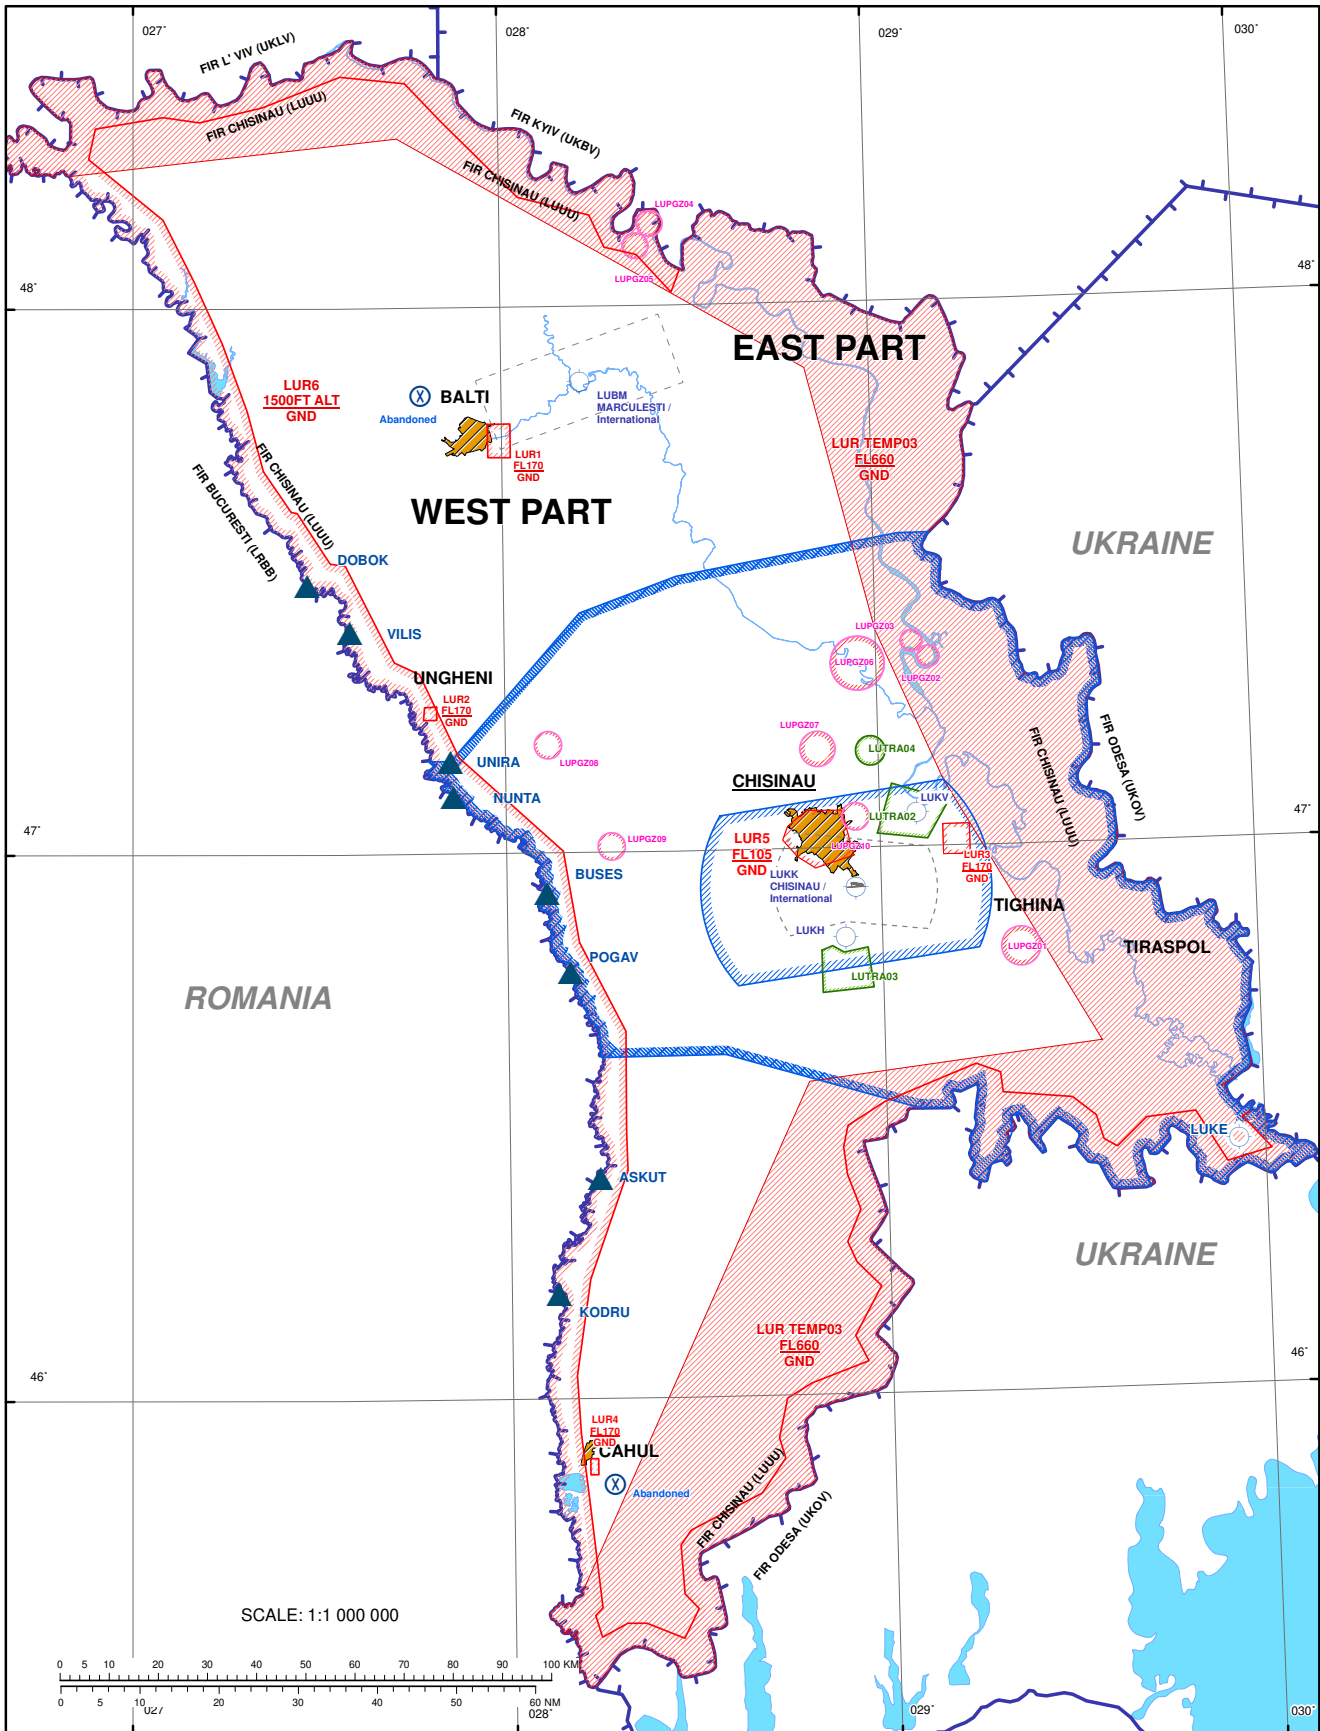 027°
028°
029°
030°
FIR L' VIV (UKLV)
FIR CHISINAU (LUUU)
FIR KYIV (UKBV)
FIR CHISINAU (LUUU)
LUPGZ04
LUPGZ05
48°
48°
EAST PART
LUR6
1500FT ALT
GND
BALTI
Abandoned
LUBM
MARCULESTI /
International
LUR1
FL170
GND
LUR TEMP03
FL660
GND
WEST PART
FIR CHISINAU (LUUU)
FIR BUCURESTI (LRBB)
UKRAINE
DOBOK
VILIS
UNGHENI
LUR2
FL170
GND
LUPGZ03
LUPGZ06
LUPGZ02
LUPGZ07
LUTRA04
LUPGZ08
UNIRA
NUNTA
CHISINAU
LUKV
LUTRA02
FIR CHISINAU (LUUU)
FIR ODESA (UKOV)
47°
47°
LUPGZ09
LUR5
FL105
GND
LUPGZ10
LUR3
FL170
GND
BUSES
LUKK
CHISINAU /
International
TIGHINA
LUKH
LUPGZ01
TIRASPOL
POGAV
LUTRA03
ROMANIA
LUKE
ASKUT
UKRAINE
KODRU
LUR TEMP03
FL660
GND
46°
46°
LUR4
FL170
GND
CAHUL
Abandoned
FIR CHISINAU (LUUU)
FIR ODESA (UKOV)
SCALE: 1:1 000 000
0 5 10 20 30 40 50 60 70 80 90 100 KM
0 5 10 20 30 40 50 60 NM
027
028°
029°
030°